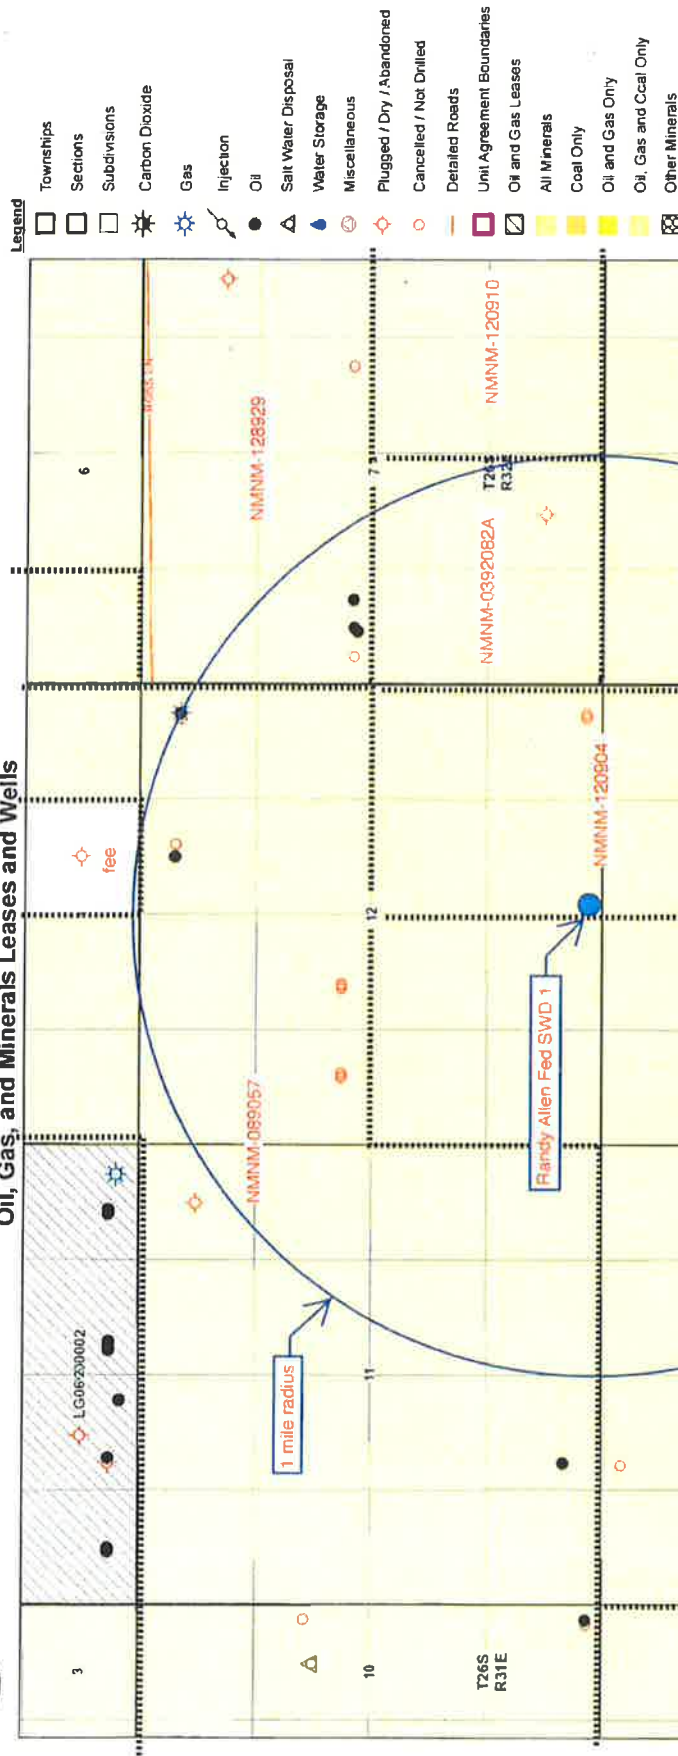 Oil, Gas, and Minerals Leases and Wells
Legend
Townships
Sections
Subdivisions
Carbon Dioxide
Gas
Injection
Oil
Salt Water Disposal
Water Storage
Miscellaneous
Plugged / Dry / Abandoned
Cancelled / Not Drilled
Detailed Roads
Unit Agreement Boundaries
Oil and Gas Leases
All Minerals
Coal Only
Oil and Gas Only
Oil, Gas and Coal Only
Other Minerals
3
LG06200002
fee
6
NMNM-089057
NMNM-128929
1 mile radius
10
11
12
7
T26S
R31E
Randy Allen Fed SWD 1
NMNM-120904
NMNM-0392082A
T26S
NMNM-120910